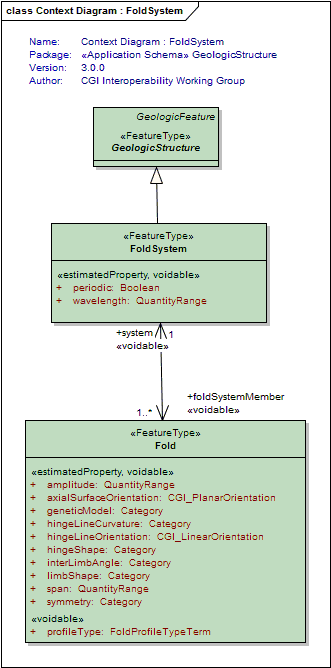 class Context Diagram : FoldSystem
Name: Context Diagram : FoldSystem
Package: «Application Schema» GeologicStructure
Version: 3.0.0
Author: CGI Interoperability Working Group
GeologicFeature
«FeatureType»
GeologicStructure
«FeatureType»
FoldSystem
«estimatedProperty, voidable»
+ periodic: Boolean
+ wavelength: QuantityRange
+system 1
«voidable»
+foldSystemMember
1..* «voidable»
«FeatureType»
Fold
«estimatedProperty, voidable»
+ amplitude: QuantityRange
+ axialSurfaceOrientation: CGI_PlanarOrientation
+ geneticModel: Category
+ hingeLineCurvature: Category
+ hingeLineOrientation: CGI_LinearOrientation
+ hingeShape: Category
+ interLimbAngle: Category
+ limbShape: Category
+ span: QuantityRange
+ symmetry: Category
«voidable»
+ profileType: FoldProfileTypeTerm